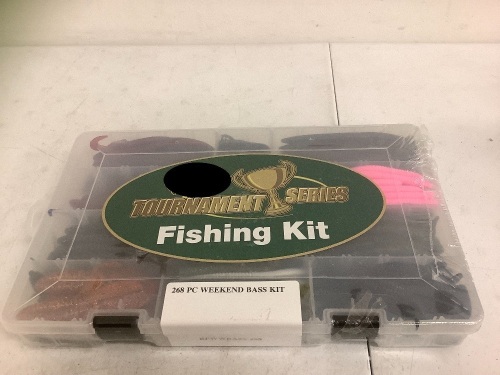 TOURNAMENT SERIES
Fishing Kit
268 PC WEEKEND BASS KIT